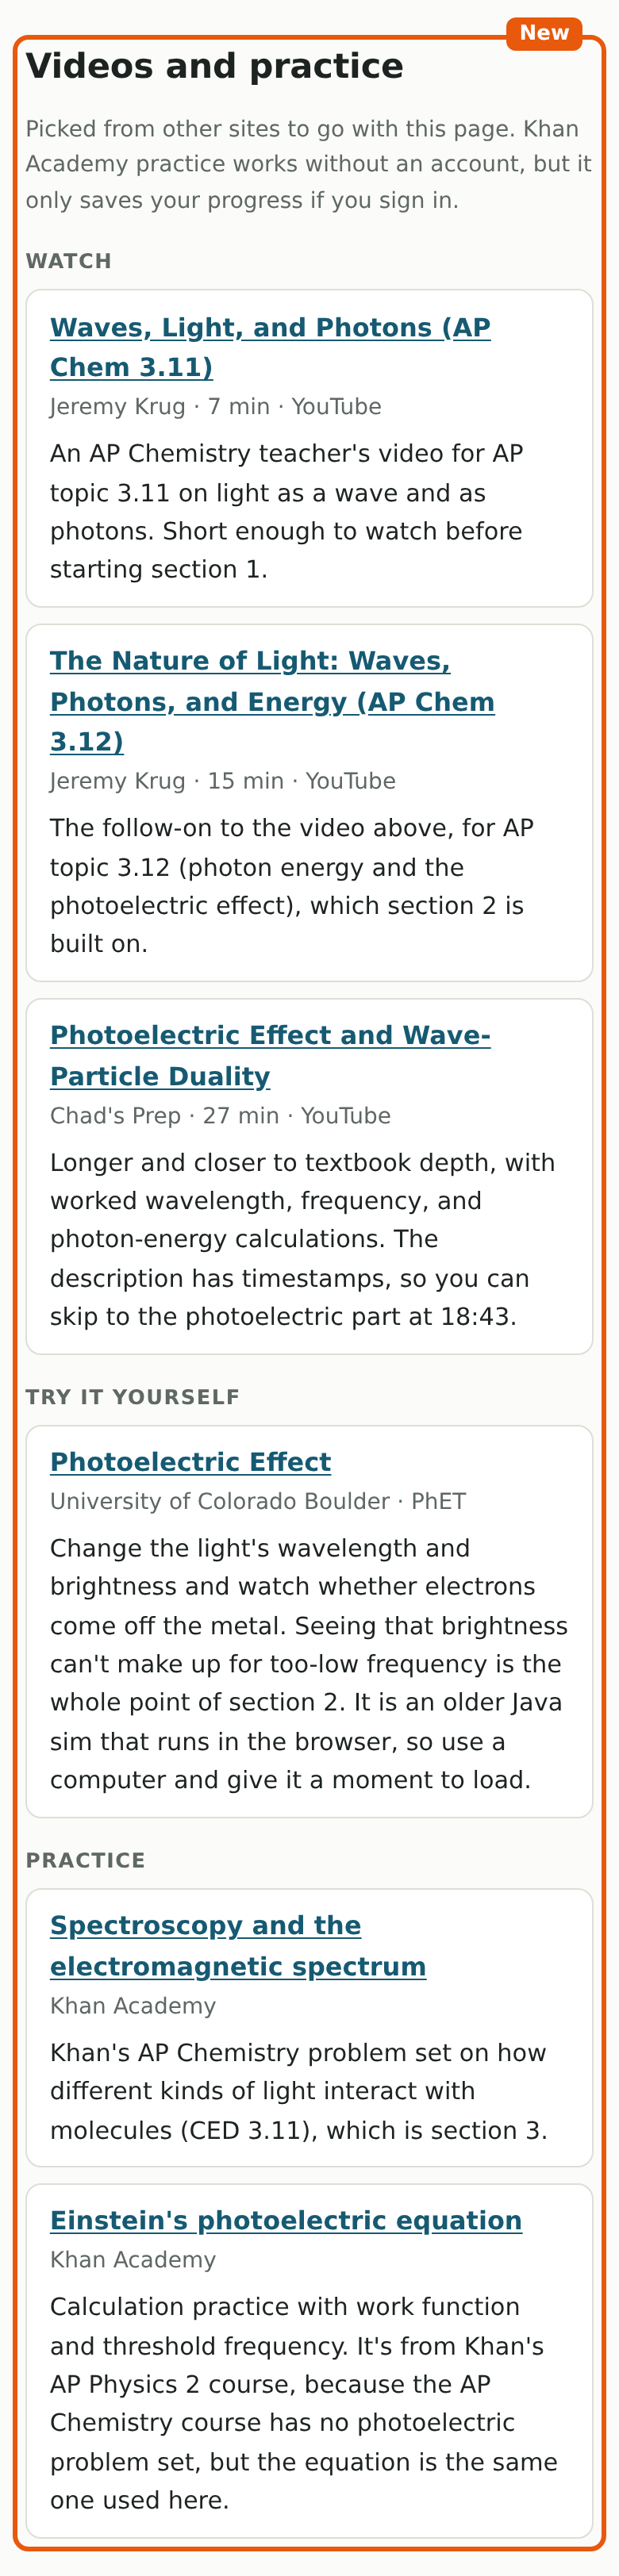 New
Videos and practice
Picked from other sites to go with this page. Khan
Academy practice works without an account, but it
only saves your progress if you sign in.
WATCH
Waves, Light, and Photons (AP
Chem 3.11)
Jeremy Krug · 7 min · YouTube
An AP Chemistry teacher's video for AP
topic 3.11 on light as a wave and as
photons. Short enough to watch before
starting section 1.
The Nature of Light: Waves,
Photons, and Energy (AP Chem
3.12)
Jeremy Krug · 15 min · YouTube
The follow-on to the video above, for AP
topic 3.12 (photon energy and the
photoelectric effect), which section 2 is
built on.
Photoelectric Effect and Wave-
Particle Duality
Chad's Prep · 27 min · YouTube
Longer and closer to textbook depth, with
worked wavelength, frequency, and
photon-energy calculations. The
description has timestamps, so you can
skip to the photoelectric part at 18:43.
TRY IT YOURSELF
Photoelectric Effect
University of Colorado Boulder · PhET
Change the light's wavelength and
brightness and watch whether electrons
come off the metal. Seeing that brightness
can't make up for too-low frequency is the
whole point of section 2. It is an older Java
sim that runs in the browser, so use a
computer and give it a moment to load.
PRACTICE
Spectroscopy and the
electromagnetic spectrum
Khan Academy
Khan's AP Chemistry problem set on how
different kinds of light interact with
molecules (CED 3.11), which is section 3.
Einstein's photoelectric equation
Khan Academy
Calculation practice with work function
and threshold frequency. It's from Khan's
AP Physics 2 course, because the AP
Chemistry course has no photoelectric
problem set, but the equation is the same
one used here.